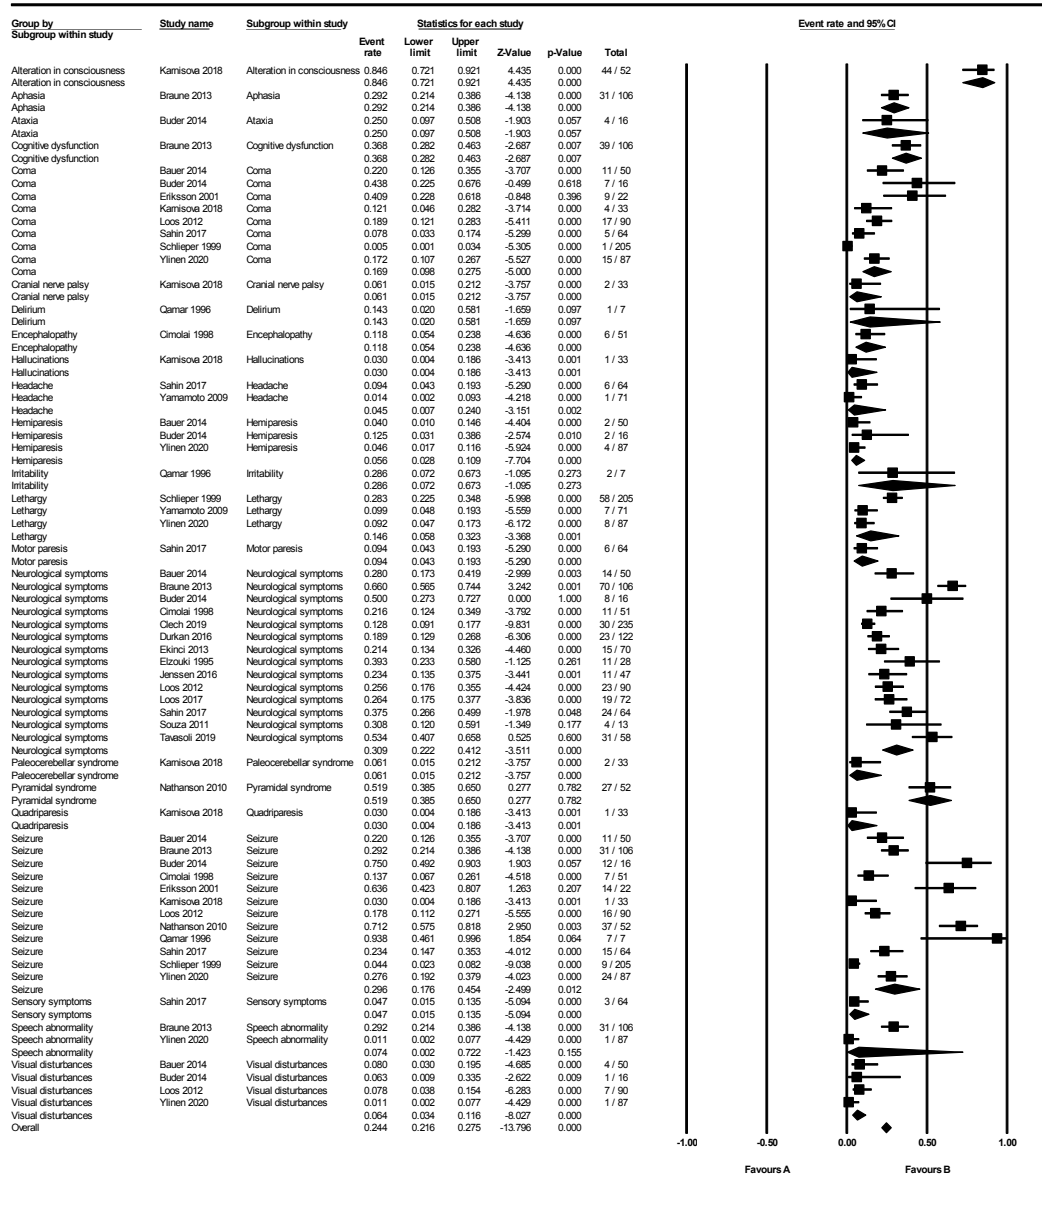 Group by Study name Subgroup within study Statistics for each study Event rate and 95% CI
Subgroup within study
Event Lower Upper
rate limit limit Z-Value p-Value Total
Alteration in consciousness Kamisova 2018 Alteration in consciousness 0.846 0.721 0.921 4.435 0.000 44 / 52
Alteration in consciousness 0.846 0.721 0.921 4.435 0.000
Aphasia Braune 2013 Aphasia 0.292 0.214 0.386 -4.138 0.000 31 / 106
Aphasia 0.292 0.214 0.386 -4.138 0.000
Ataxia Buder 2014 Ataxia 0.250 0.097 0.508 -1.903 0.057 4 / 16
Ataxia 0.250 0.097 0.508 -1.903 0.057
Cognitive dysfunction Braune 2013 Cognitive dysfunction 0.368 0.282 0.463 -2.687 0.007 39 / 106
Cognitive dysfunction 0.368 0.282 0.463 -2.687 0.007
Coma Bauer 2014 Coma 0.220 0.126 0.355 -3.707 0.000 11 / 50
Coma Buder 2014 Coma 0.438 0.225 0.676 -0.499 0.618 7 / 16
Coma Eriksson 2001 Coma 0.409 0.228 0.618 -0.848 0.396 9 / 22
Coma Kamisova 2018 Coma 0.121 0.046 0.282 -3.714 0.000 4 / 33
Coma Loos 2012 Coma 0.189 0.121 0.283 -5.411 0.000 17 / 90
Coma Sahin 2017 Coma 0.078 0.033 0.174 -5.299 0.000 5 / 64
Coma Schlieper 1999 Coma 0.005 0.001 0.034 -5.305 0.000 1 / 205
Coma Ylinen 2020 Coma 0.172 0.107 0.267 -5.527 0.000 15 / 87
Coma 0.169 0.098 0.275 -5.000 0.000
Cranial nerve palsy Kamisova 2018 Cranial nerve palsy 0.061 0.015 0.212 -3.757 0.000 2 / 33
Cranial nerve palsy 0.061 0.015 0.212 -3.757 0.000
Delirium Qamar 1996 Delirium 0.143 0.020 0.581 -1.659 0.097 1 / 7
Delirium 0.143 0.020 0.581 -1.659 0.097
Encephalopathy Cimolai 1998 Encephalopathy 0.118 0.054 0.238 -4.636 0.000 6 / 51
Encephalopathy 0.118 0.054 0.238 -4.636 0.000
Hallucinations Kamisova 2018 Hallucinations 0.030 0.004 0.186 -3.413 0.001 1 / 33
Hallucinations 0.030 0.004 0.186 -3.413 0.001
Headache Sahin 2017 Headache 0.094 0.043 0.193 -5.290 0.000 6 / 64
Headache Yamamoto 2009 Headache 0.014 0.002 0.093 -4.218 0.000 1 / 71
Headache 0.045 0.007 0.240 -3.151 0.002
Hemiparesis Bauer 2014 Hemiparesis 0.040 0.010 0.146 -4.404 0.000 2 / 50
Hemiparesis Buder 2014 Hemiparesis 0.125 0.031 0.386 -2.574 0.010 2 / 16
Hemiparesis Ylinen 2020 Hemiparesis 0.046 0.017 0.116 -5.924 0.000 4 / 87
Hemiparesis 0.056 0.028 0.109 -7.704 0.000
Irritability Qamar 1996 Irritability 0.286 0.072 0.673 -1.095 0.273 2 / 7
Irritability 0.286 0.072 0.673 -1.095 0.273
Lethargy Schlieper 1999 Lethargy 0.283 0.225 0.348 -5.998 0.000 58 / 205
Lethargy Yamamoto 2009 Lethargy 0.099 0.048 0.193 -5.559 0.000 7 / 71
Lethargy Ylinen 2020 Lethargy 0.092 0.047 0.173 -6.172 0.000 8 / 87
Lethargy 0.146 0.058 0.323 -3.368 0.001
Motor paresis Sahin 2017 Motor paresis 0.094 0.043 0.193 -5.290 0.000 6 / 64
Motor paresis 0.094 0.043 0.193 -5.290 0.000
Neurological symptoms Bauer 2014 Neurological symptoms 0.280 0.173 0.419 -2.999 0.003 14 / 50
Neurological symptoms Braune 2013 Neurological symptoms 0.660 0.565 0.744 3.242 0.001 70 / 106
Neurological symptoms Buder 2014 Neurological symptoms 0.500 0.273 0.727 0.000 1.000 8 / 16
Neurological symptoms Cimolai 1998 Neurological symptoms 0.216 0.124 0.349 -3.792 0.000 11 / 51
Neurological symptoms Clech 2019 Neurological symptoms 0.128 0.091 0.177 -9.831 0.000 30 / 235
Neurological symptoms Durkan 2016 Neurological symptoms 0.189 0.129 0.268 -6.306 0.000 23 / 122
Neurological symptoms Ekinci 2013 Neurological symptoms 0.214 0.134 0.326 -4.460 0.000 15 / 70
Neurological symptoms Elzouki 1995 Neurological symptoms 0.393 0.233 0.580 -1.125 0.261 11 / 28
Neurological symptoms Jenssen 2016 Neurological symptoms 0.234 0.135 0.375 -3.441 0.001 11 / 47
Neurological symptoms Loos 2012 Neurological symptoms 0.256 0.176 0.355 -4.424 0.000 23 / 90
Neurological symptoms Loos 2017 Neurological symptoms 0.264 0.175 0.377 -3.836 0.000 19 / 72
Neurological symptoms Sahin 2017 Neurological symptoms 0.375 0.266 0.499 -1.978 0.048 24 / 64
Neurological symptoms Souza 2011 Neurological symptoms 0.308 0.120 0.591 -1.349 0.177 4 / 13
Neurological symptoms Tavasoli 2019 Neurological symptoms 0.534 0.407 0.658 0.525 0.600 31 / 58
Neurological symptoms 0.309 0.222 0.412 -3.511 0.000
Paleocerebellar syndrome Kamisova 2018 Paleocerebellar syndrome 0.061 0.015 0.212 -3.757 0.000 2 / 33
Paleocerebellar syndrome 0.061 0.015 0.212 -3.757 0.000
Pyramidal syndrome Nathanson 2010 Pyramidal syndrome 0.519 0.385 0.650 0.277 0.782 27 / 52
Pyramidal syndrome 0.519 0.385 0.650 0.277 0.782
Quadriparesis Kamisova 2018 Quadriparesis 0.030 0.004 0.186 -3.413 0.001 1 / 33
Quadriparesis 0.030 0.004 0.186 -3.413 0.001
Seizure Bauer 2014 Seizure 0.220 0.126 0.355 -3.707 0.000 11 / 50
Seizure Braune 2013 Seizure 0.292 0.214 0.386 -4.138 0.000 31 / 106
Seizure Buder 2014 Seizure 0.750 0.492 0.903 1.903 0.057 12 / 16
Seizure Cimolai 1998 Seizure 0.137 0.067 0.261 -4.518 0.000 7 / 51
Seizure Eriksson 2001 Seizure 0.636 0.423 0.807 1.263 0.207 14 / 22
Seizure Kamisova 2018 Seizure 0.030 0.004 0.186 -3.413 0.001 1 / 33
Seizure Loos 2012 Seizure 0.178 0.112 0.271 -5.555 0.000 16 / 90
Seizure Nathanson 2010 Seizure 0.712 0.575 0.818 2.950 0.003 37 / 52
Seizure Qamar 1996 Seizure 0.938 0.461 0.996 1.854 0.064 7 / 7
Seizure Sahin 2017 Seizure 0.234 0.147 0.353 -4.012 0.000 15 / 64
Seizure Schlieper 1999 Seizure 0.044 0.023 0.082 -9.038 0.000 9 / 205
Seizure Ylinen 2020 Seizure 0.276 0.192 0.379 -4.023 0.000 24 / 87
Seizure 0.296 0.176 0.454 -2.499 0.012
Sensory symptoms Sahin 2017 Sensory symptoms 0.047 0.015 0.135 -5.094 0.000 3 / 64
Sensory symptoms 0.047 0.015 0.135 -5.094 0.000
Speech abnormality Braune 2013 Speech abnormality 0.292 0.214 0.386 -4.138 0.000 31 / 106
Speech abnormality Ylinen 2020 Speech abnormality 0.011 0.002 0.077 -4.429 0.000 1 / 87
Speech abnormality 0.074 0.002 0.722 -1.423 0.155
Visual disturbances Bauer 2014 Visual disturbances 0.080 0.030 0.195 -4.685 0.000 4 / 50
Visual disturbances Buder 2014 Visual disturbances 0.063 0.009 0.335 -2.622 0.009 1 / 16
Visual disturbances Loos 2012 Visual disturbances 0.078 0.038 0.154 -6.283 0.000 7 / 90
Visual disturbances Ylinen 2020 Visual disturbances 0.011 0.002 0.077 -4.429 0.000 1 / 87
Visual disturbances 0.064 0.034 0.116 -8.027 0.000
Overall 0.244 0.216 0.275 -13.796 0.000
-1.00 -0.50 0.00 0.50 1.00
Favours A Favours B